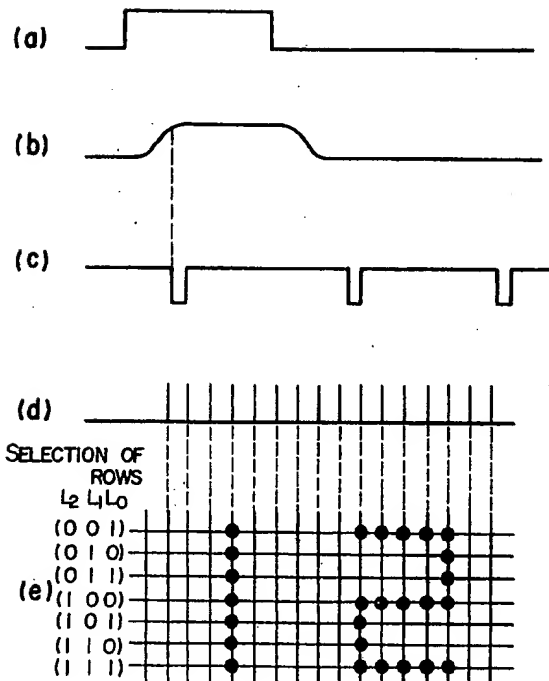 (a)
(b)
(c)
(d)
SELECTION OF
ROWS
L2 L1 L0
(0 0 1)
(0 1 0)
(0 1 1)
(e) (1 0 0)
(1 0 1)
(1 1 0)
(1 1 1)